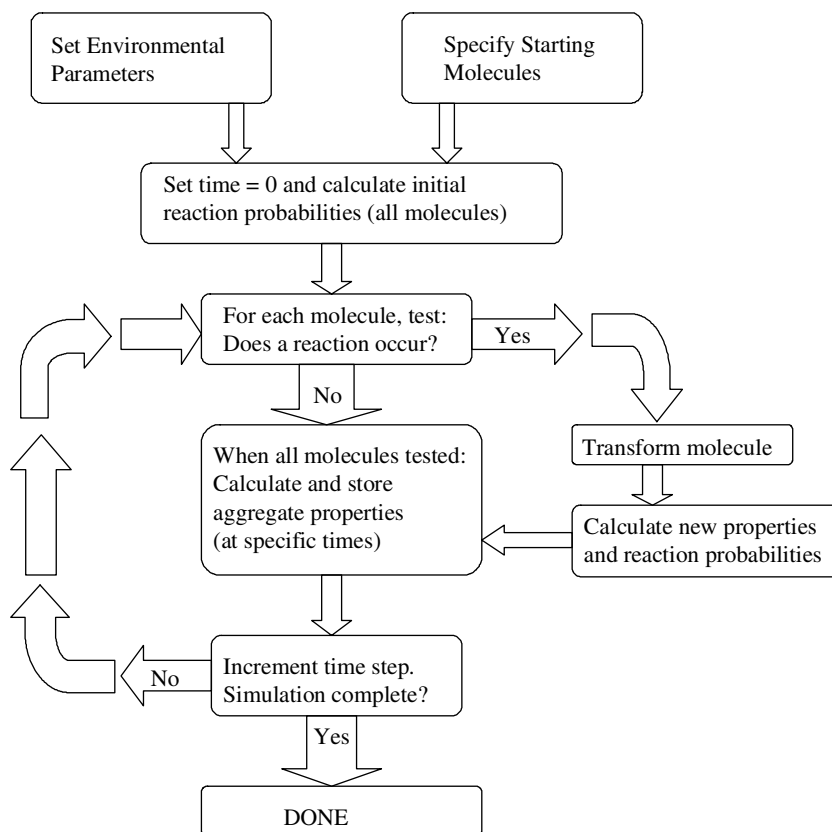 Set Environmental
Parameters
Specify Starting
Molecules
Set time = 0 and calculate initial
reaction probabilities (all molecules)
For each molecule, test:
Does a reaction occur?
Yes
No
Transform molecule
When all molecules tested:
Calculate and store
aggregate properties
(at specific times)
Calculate new properties
and reaction probabilities
Increment time step.
Simulation complete?
No
Yes
DONE